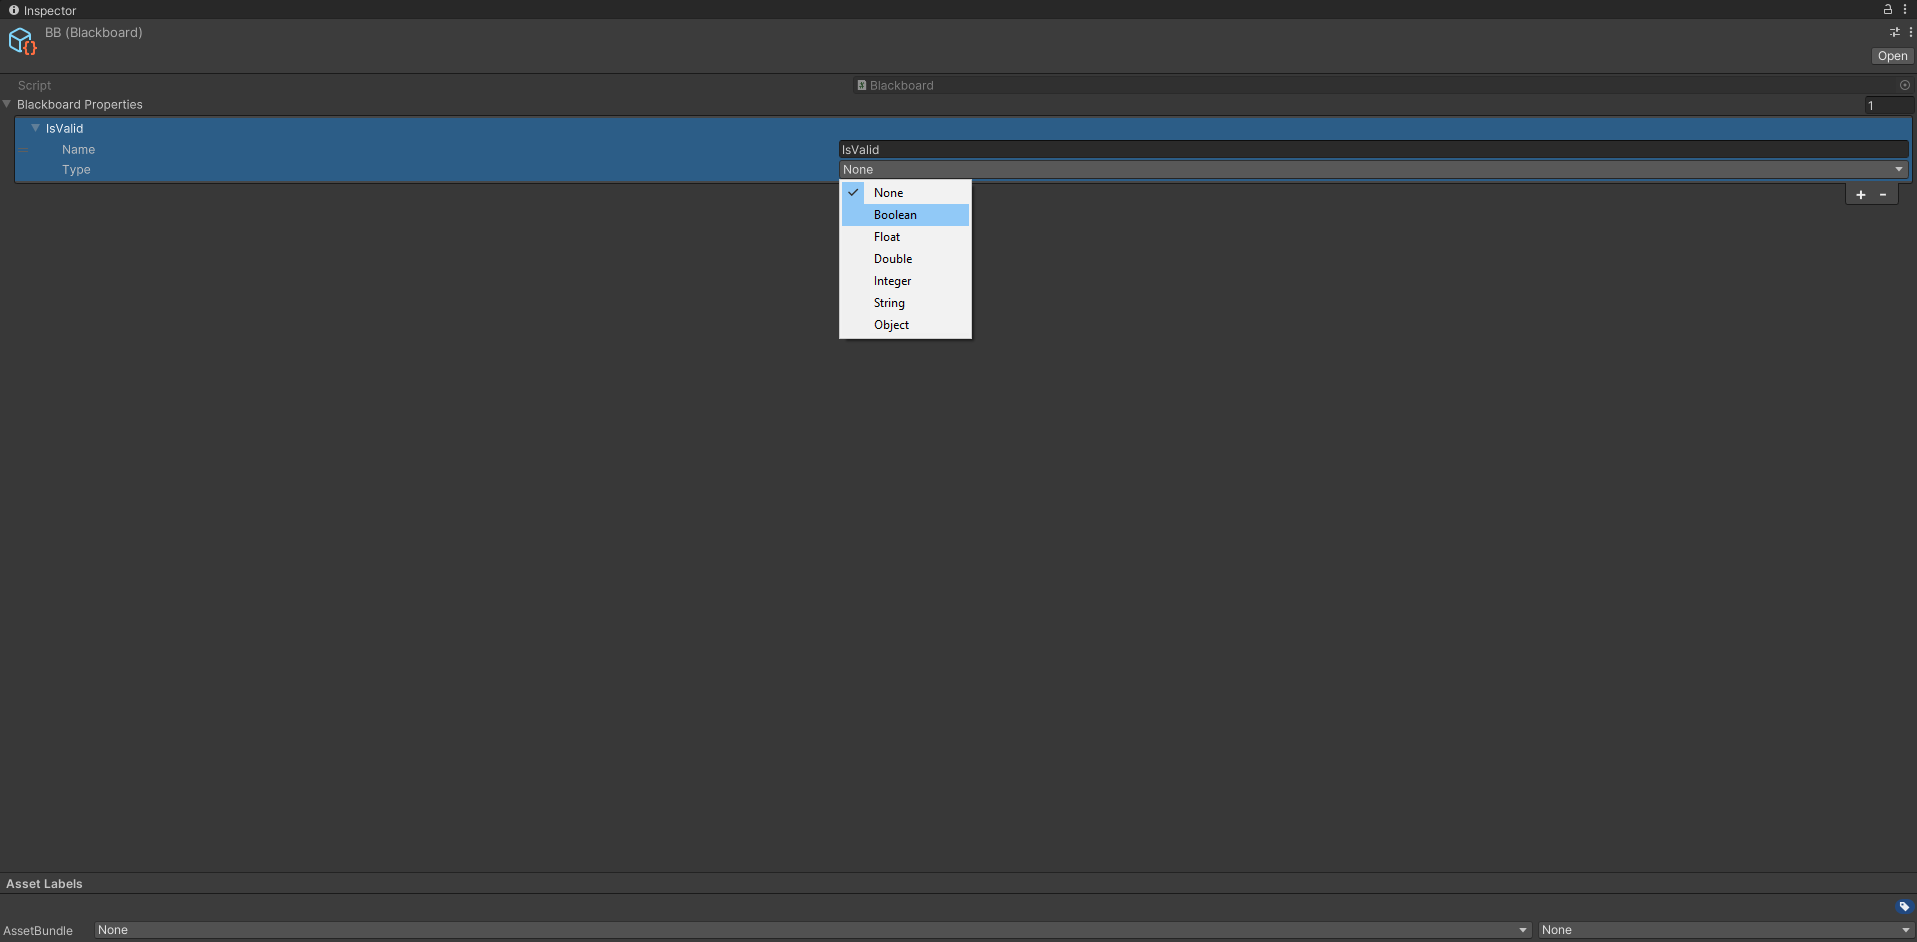 Inspector
BB (Blackboard)
Open
Script Blackboard
Blackboard Properties 1
IsValid
Name IsValid
Type None
None
Boolean
Float
Double
Integer
String
Object
+ -
Asset Labels
AssetBundle None None